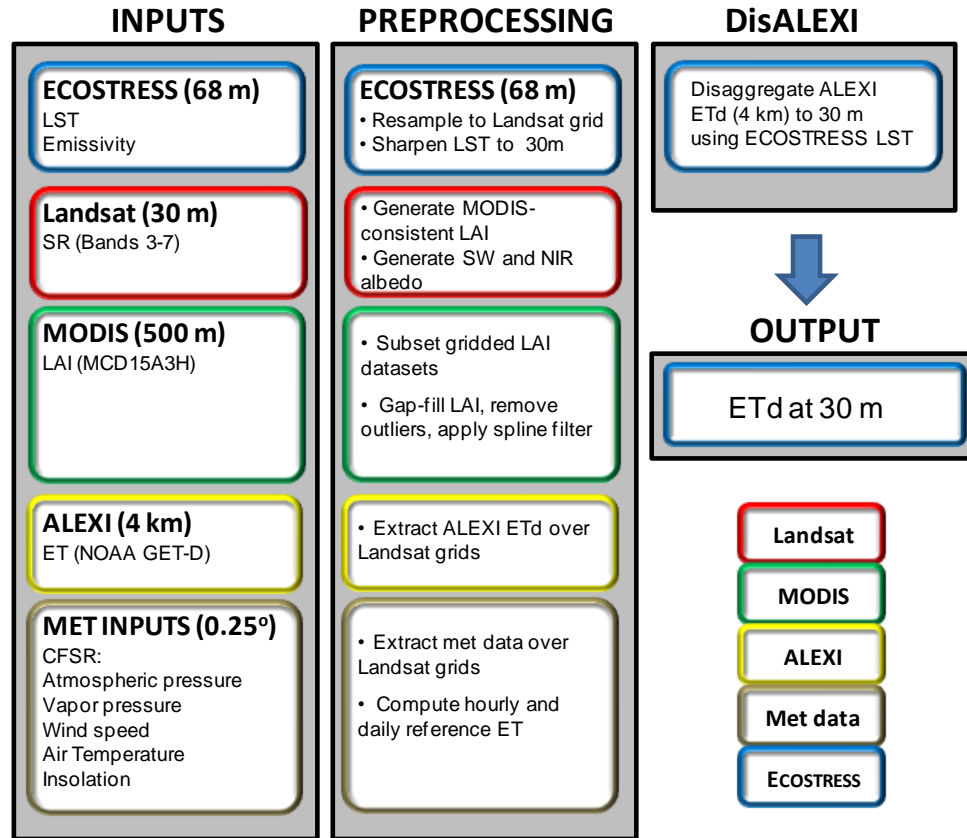 INPUTS
ECOSTRESS (68 m)
LST
Emissivity
Landsat (30 m)
SR (Bands 3-7)
MODIS (500 m)
LAI (MCD15A3H)
ALEXI (4 km)
ET (NOAA GET-D)
MET INPUTS (0.25º)
CFSR:
Atmospheric pressure
Vapor pressure
Wind speed
Air Temperature
Insolation
PREPROCESSING
ECOSTRESS (68 m)
• Resample to Landsat grid
• Sharpen LST to 30m
• Generate MODIS-
consistent LAI
• Generate SW and NIR
albedo
• Subset gridded LAI
datasets
• Gap-fill LAI, remove
outliers, apply spline filter
• Extract ALEXI ETd over
Landsat grids
• Extract met data over
Landsat grids
• Compute hourly and
daily reference ET
DisALEXI
Disaggregate ALEXI
ETd (4 km) to 30 m
using ECOSTRESS LST
OUTPUT
ETd at 30 m
Landsat
MODIS
ALEXI
Met data
ECOSTRESS